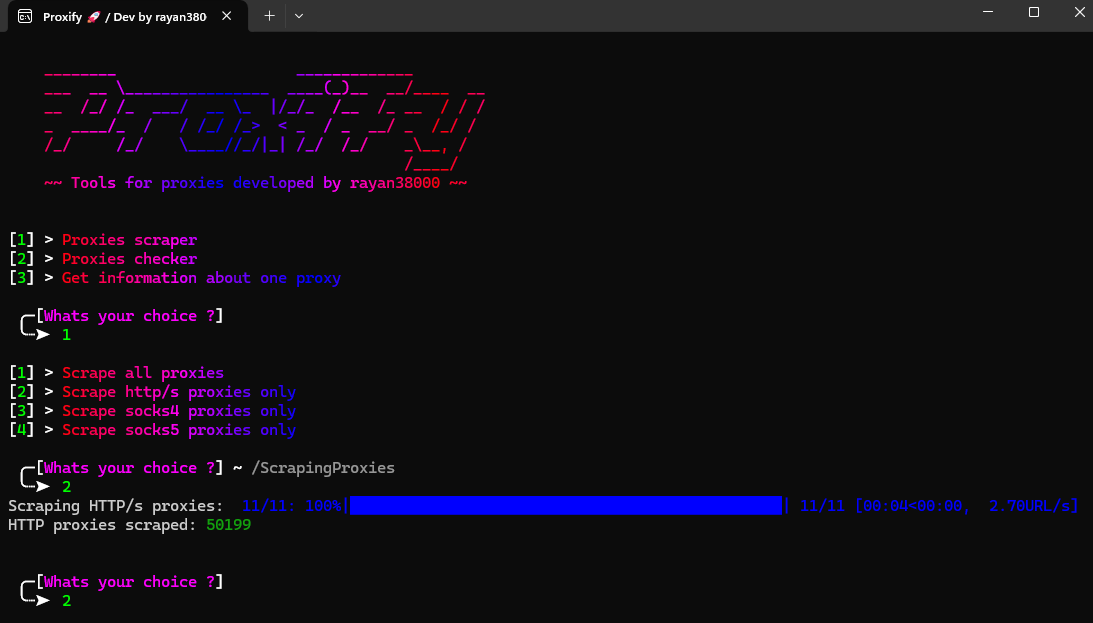 Proxify 🚀 / Dev by rayan380
Proxify
~~ Tools for proxies developed by rayan38000 ~~
[1] > Proxies scraper
[2] > Proxies checker
[3] > Get information about one proxy
[Whats your choice ?]
1
[1] > Scrape all proxies
[2] > Scrape http/s proxies only
[3] > Scrape socks4 proxies only
[4] > Scrape socks5 proxies only
[Whats your choice ?] ~ /ScrapingProxies
2
Scraping HTTP/s proxies:  11/11: 100%| | 11/11 [00:04<00:00,  2.70URL/s]
HTTP proxies scraped: 50199
[Whats your choice ?]
2